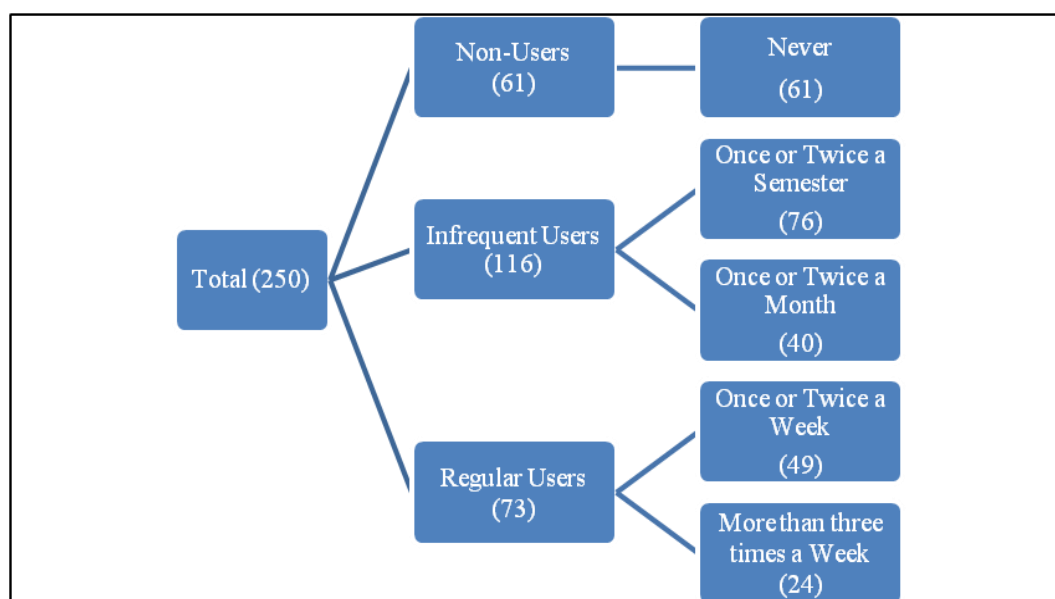 Total (250)
Non-Users
(61)
Never
(61)
Infrequent Users
(116)
Once or Twice a
Semester
(76)
Once or Twice a
Month
(40)
Regular Users
(73)
Once or Twice a
Week
(49)
More than three
times a Week
(24)